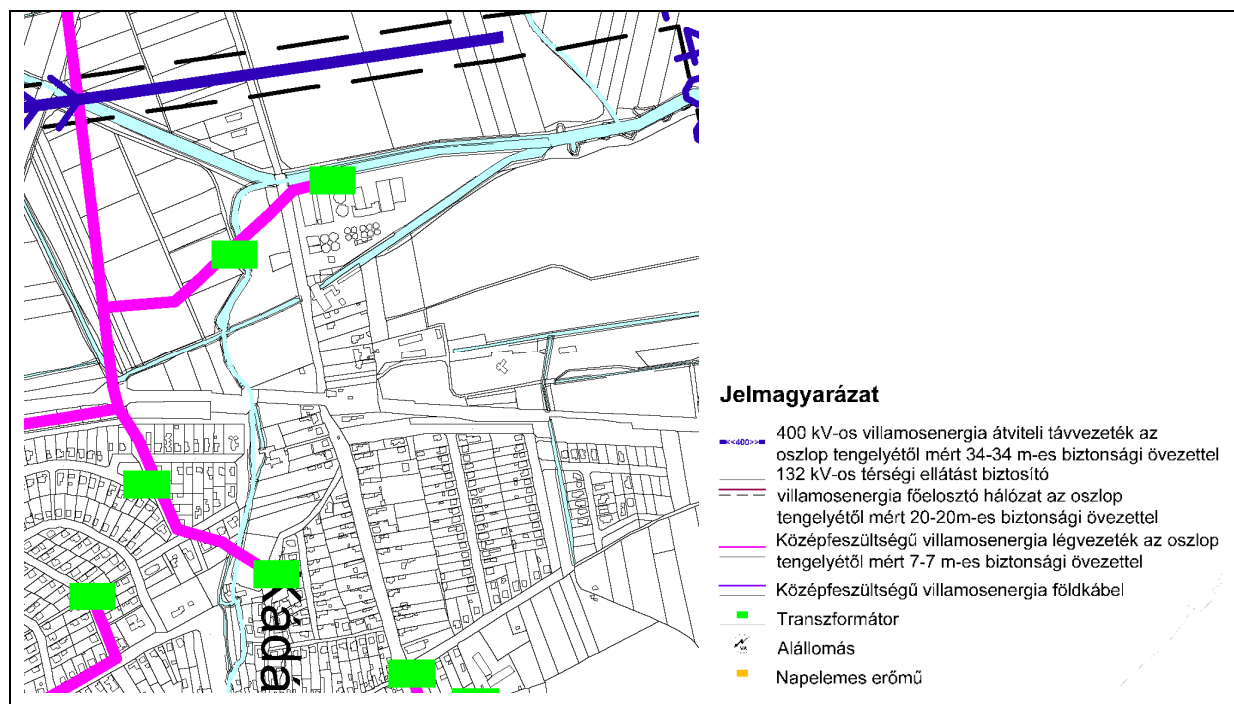 Kádá
Jelmagyarázat
<<400>>
400 kV-os villamosenergia átviteli távvezeték az
oszlop tengelyétől mért 34-34 m-es biztonsági övezettel
132 kV-os térségi ellátást biztosító
villamosenergia főelosztó hálózat az oszlop
tengelyétől mért 20-20m-es biztonsági övezettel
Középfeszültségű villamosenergia légvezeték az oszlop
tengelyétől mért 7-7 m-es biztonsági övezettel
Középfeszültségű villamosenergia földkábel
Transzformátor
Alállomás
Napelemes erőmű